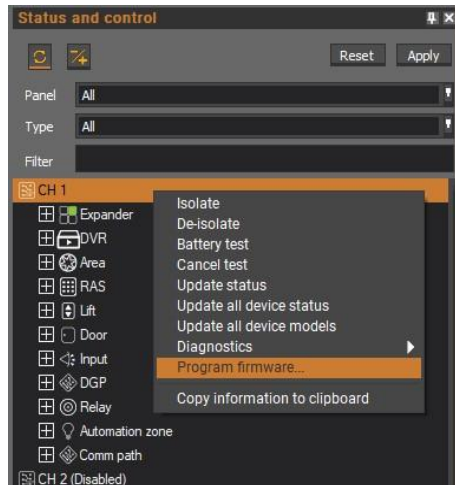 Status and control
Reset Apply
Panel All
Type All
Filter
CH 1
Expander
DVR
Area
RAS
Lift
Door
Input
DGP
Relay
Automation zone
Comm path
CH 2 (Disabled)
Isolate
De-isolate
Battery test
Cancel test
Update status
Update all device status
Update all device models
Diagnostics
Program firmware...
Copy information to clipboard